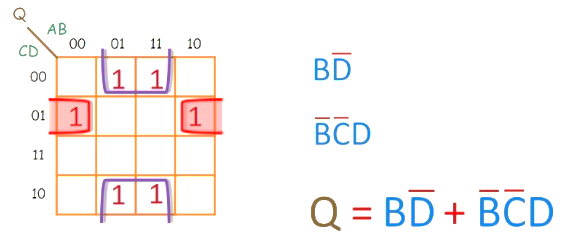 Q
AB
CD
00 01 11 10
00 1 1
01 1 1
11
10 1 1
BD̅
B̅C̅D
Q = BD̅ + B̅C̅D